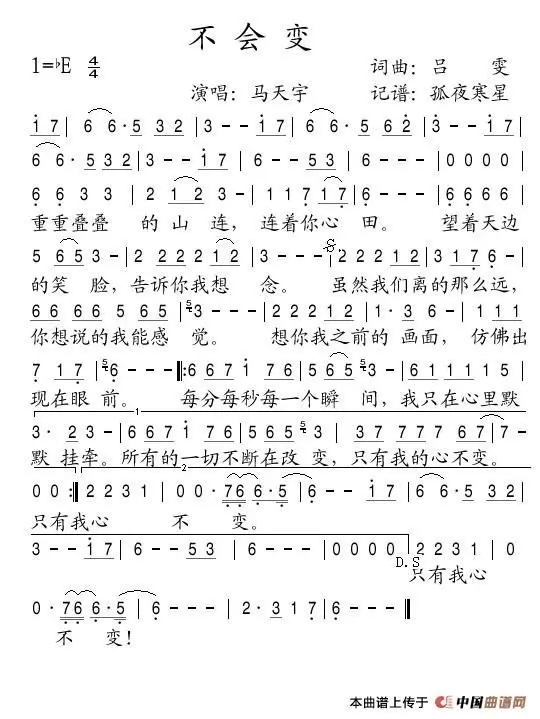 不会变
1=♭E 4/4 词曲：吕 雯
演唱：马天宇 记谱：孤夜寒星
1 7 | 6 6· 5 3 2 | 3 - - 1 7 | 6 6· 5 6 2 | 3 - - 1 7 |
6 6· 5 3 2 | 3 - - 1 7 | 6 - - 5 3 | 6 - - - | 0 0 0 0 |
6 6 3 3 | 2 1 2 3 - | 1 1 7 1 7 | 6 - - - | 6 6 6 6 |
重重叠叠 的山连，连着你心田。 望着天边
5 6 5 3 - | 2 2 2 2 1 2 | 3 - - - | 2 2 2 1 2 | 3 1 7 6 - |
的笑脸，告诉你我想念。 虽然我们离的那么远，
6 6 6 6 6 5 6 5 | 3 - - - | 2 2 2 1 2 | 1· 3 6 - | 1 1 1
你想说的我能感觉。 想你我之前的画面，仿佛出
7 1 7 | 6 - - - |: 6 6 7 1 7 6 | 5 6 5 3 | 6 1 1 1 1 5 |
现在眼前。 每分每秒每一个瞬间，我只在心里默
1
3· 2 3 - | 6 6 7 1 7 6 | 5 6 5 3 | 3 7 7 7 7 6 7 | 7 -
默挂牵。所有的一切不断在改变，只有我的心不变。
2
0 0 :| 2 2 3 1 | 0 0· 7 6 6· 5 | 6 - - 1 7 | 6 6· 5 3 2 |
只有我心 不 变。
3 - - 1 7 | 6 - - 5 3 | 6 - - - | 0 0 0 0 | 2 2 3 1 | 0
D.S 只有我心
0· 7 6 6· 5 | 6 - - - | 2· 3 1 7 | 6 - - - |
不 变！
本曲谱上传于 中国曲谱网